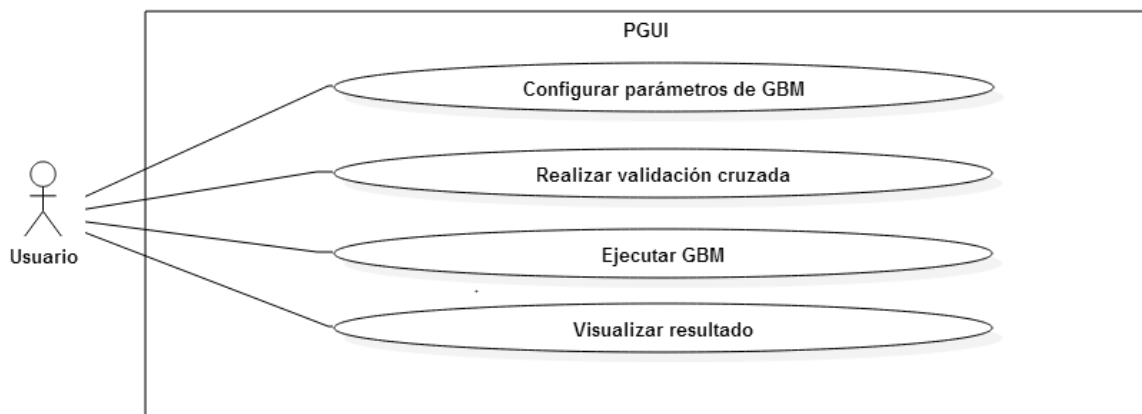 PGUI
Configurar parámetros de GBM
Realizar validación cruzada
Usuario
Ejecutar GBM
Visualizar resultado